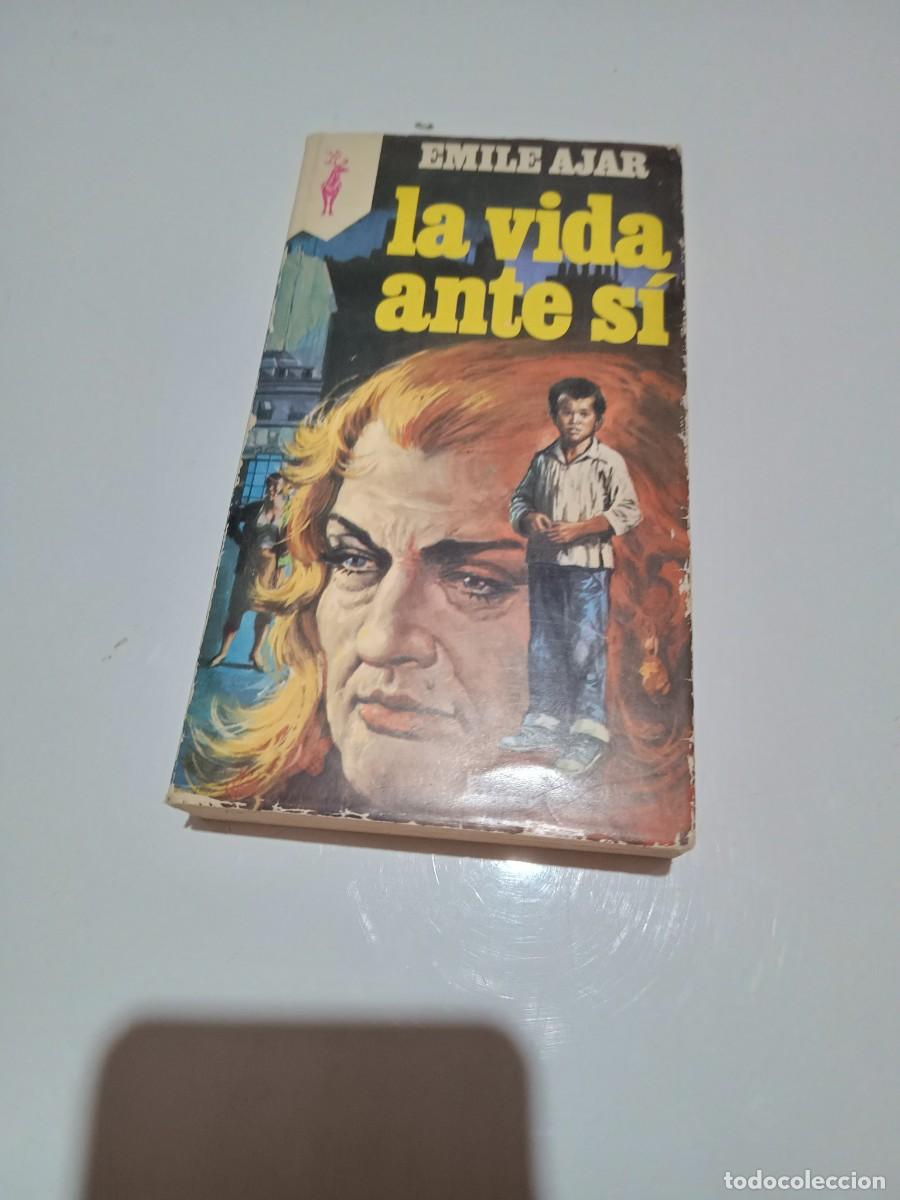 EMILE AJAR
la vida
ante sí
todocoleccion